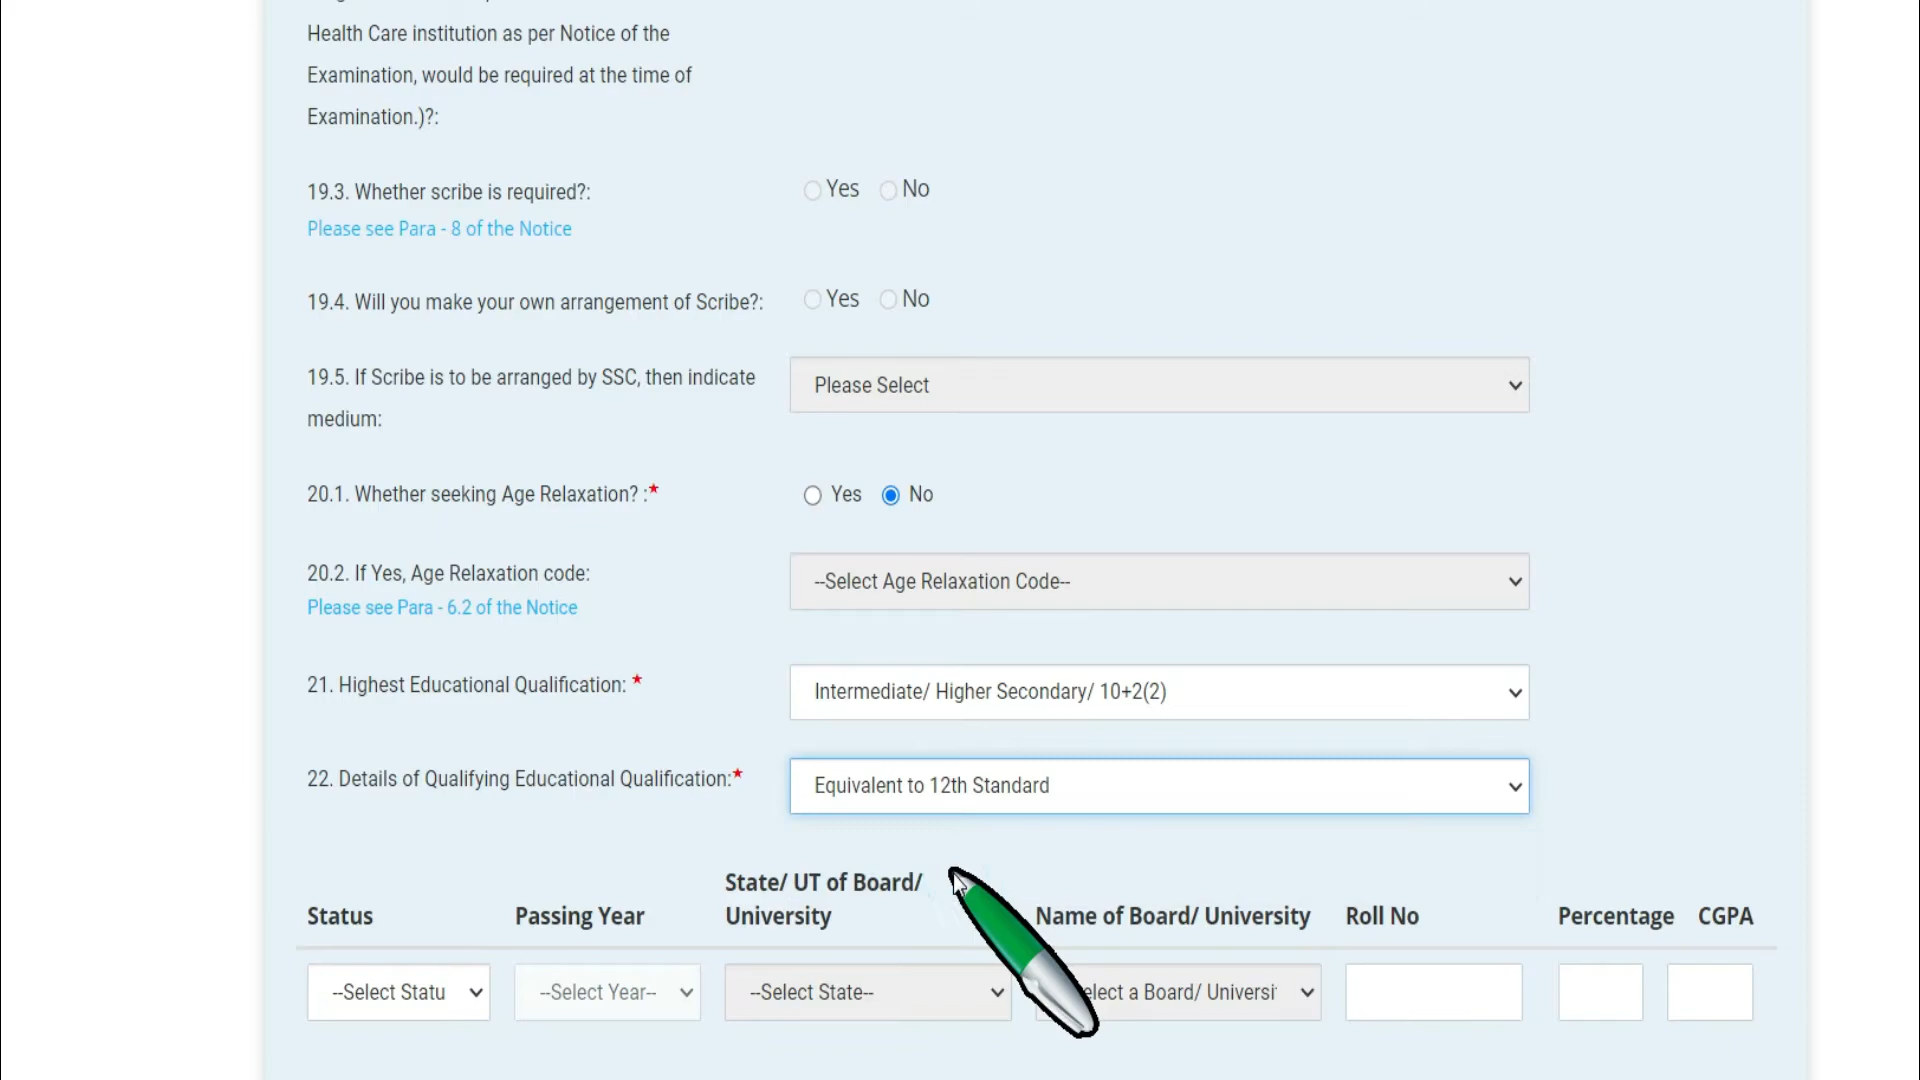 Health Care institution as per Notice of the
Examination, would be required at the time of
Examination.)?:
19.3. Whether scribe is required?:
Yes No
Please see Para - 8 of the Notice
19.4. Will you make your own arrangement of Scribe?:
Yes No
19.5. If Scribe is to be arranged by SSC, then indicate
medium:
Please Select
20.1. Whether seeking Age Relaxation? :*
Yes No
20.2. If Yes, Age Relaxation code:
Please see Para - 6.2 of the Notice
--Select Age Relaxation Code--
21. Highest Educational Qualification: *
Intermediate/ Higher Secondary/ 10+2(2)
22. Details of Qualifying Educational Qualification:*
Equivalent to 12th Standard
Status
Passing Year
State/ UT of Board/
University
Name of Board/ University
Roll No
Percentage
CGPA
--Select Statu
--Select Year--
--Select State--
elect a Board/ Universi